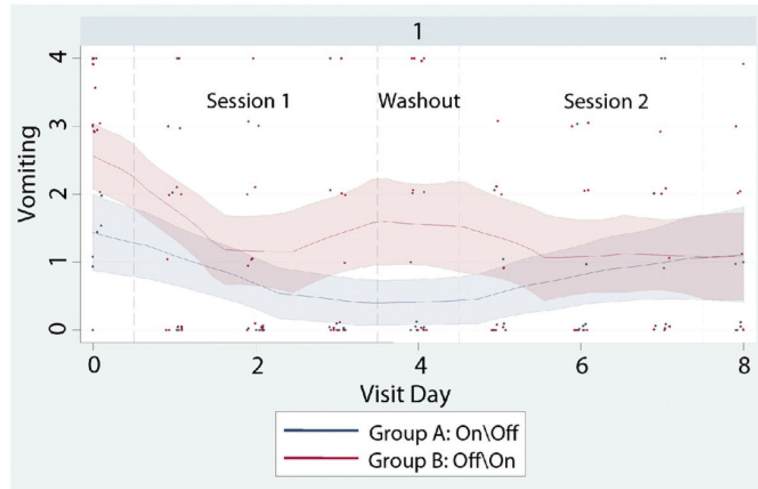 1
Vomiting
4
3
2
1
0
Session 1
Washout
Session 2
0 2 4 6 8
Visit Day
Group A: On\Off
Group B: Off\On